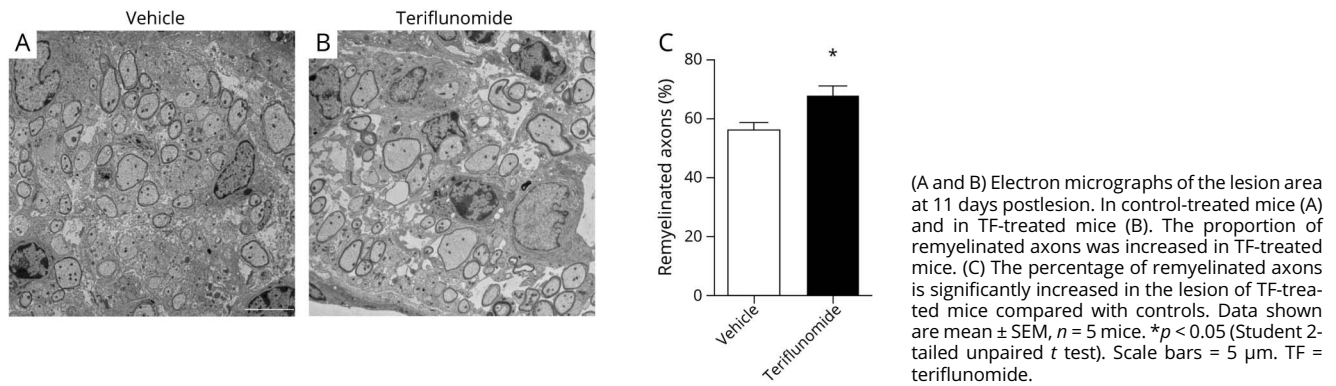 Vehicle
Teriflunomide
A
B
C
*
Remyelinated axons (%)
80
60
40
20
0
Vehicle
Teriflunomide
(A and B) Electron micrographs of the lesion area
at 11 days postlesion. In control-treated mice (A)
and in TF-treated mice (B). The proportion of
remyelinated axons was increased in TF-treated
mice. (C) The percentage of remyelinated axons
is significantly increased in the lesion of TF-trea-
ted mice compared with controls. Data shown
are mean ± SEM, n = 5 mice. *p < 0.05 (Student 2-
tailed unpaired t test). Scale bars = 5 μm. TF =
teriflunomide.